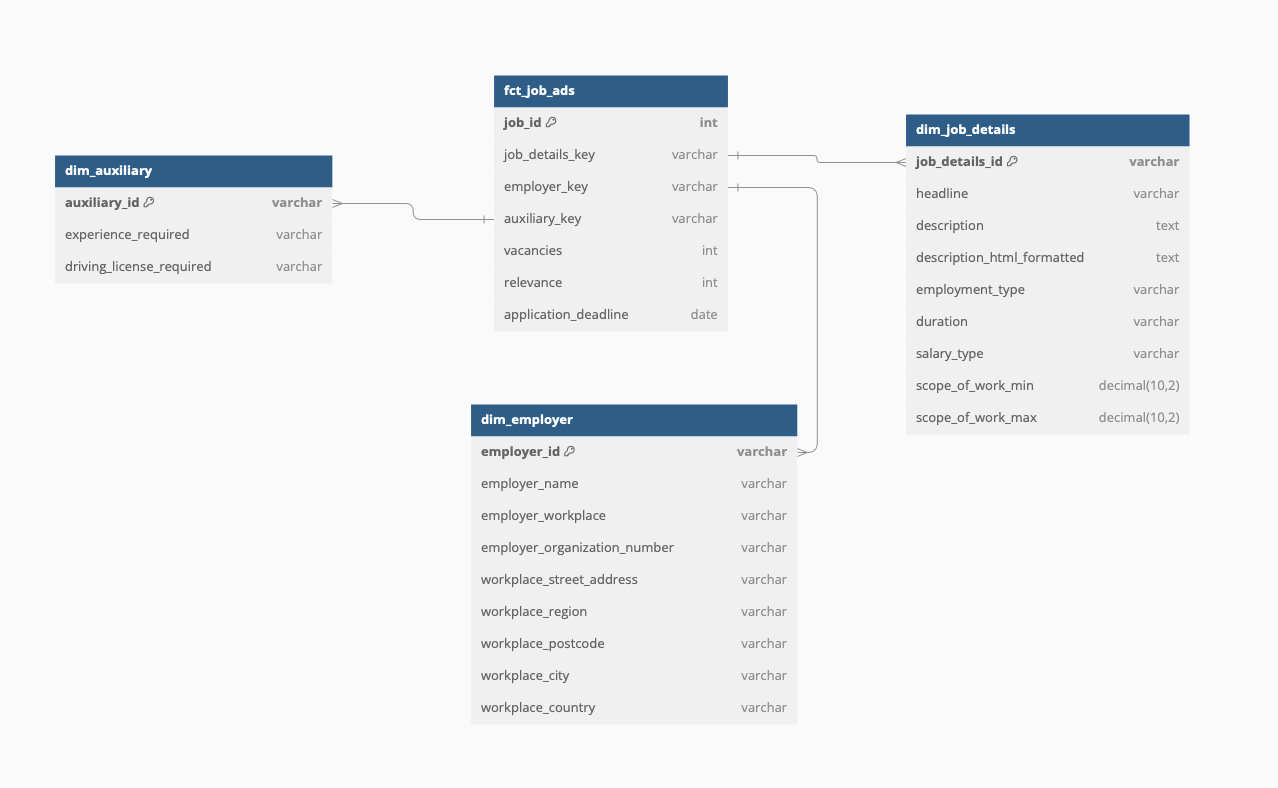 fct_job_ads
job_id int
job_details_key varchar
employer_key varchar
auxiliary_key varchar
vacancies int
relevance int
application_deadline date
dim_job_details
job_details_id varchar
headline varchar
description text
description_html_formatted text
employment_type varchar
duration varchar
salary_type varchar
scope_of_work_min decimal(10,2)
scope_of_work_max decimal(10,2)
dim_auxiliary
auxiliary_id varchar
experience_required varchar
driving_license_required varchar
dim_employer
employer_id varchar
employer_name varchar
employer_workplace varchar
employer_organization_number varchar
workplace_street_address varchar
workplace_region varchar
workplace_postcode varchar
workplace_city varchar
workplace_country varchar